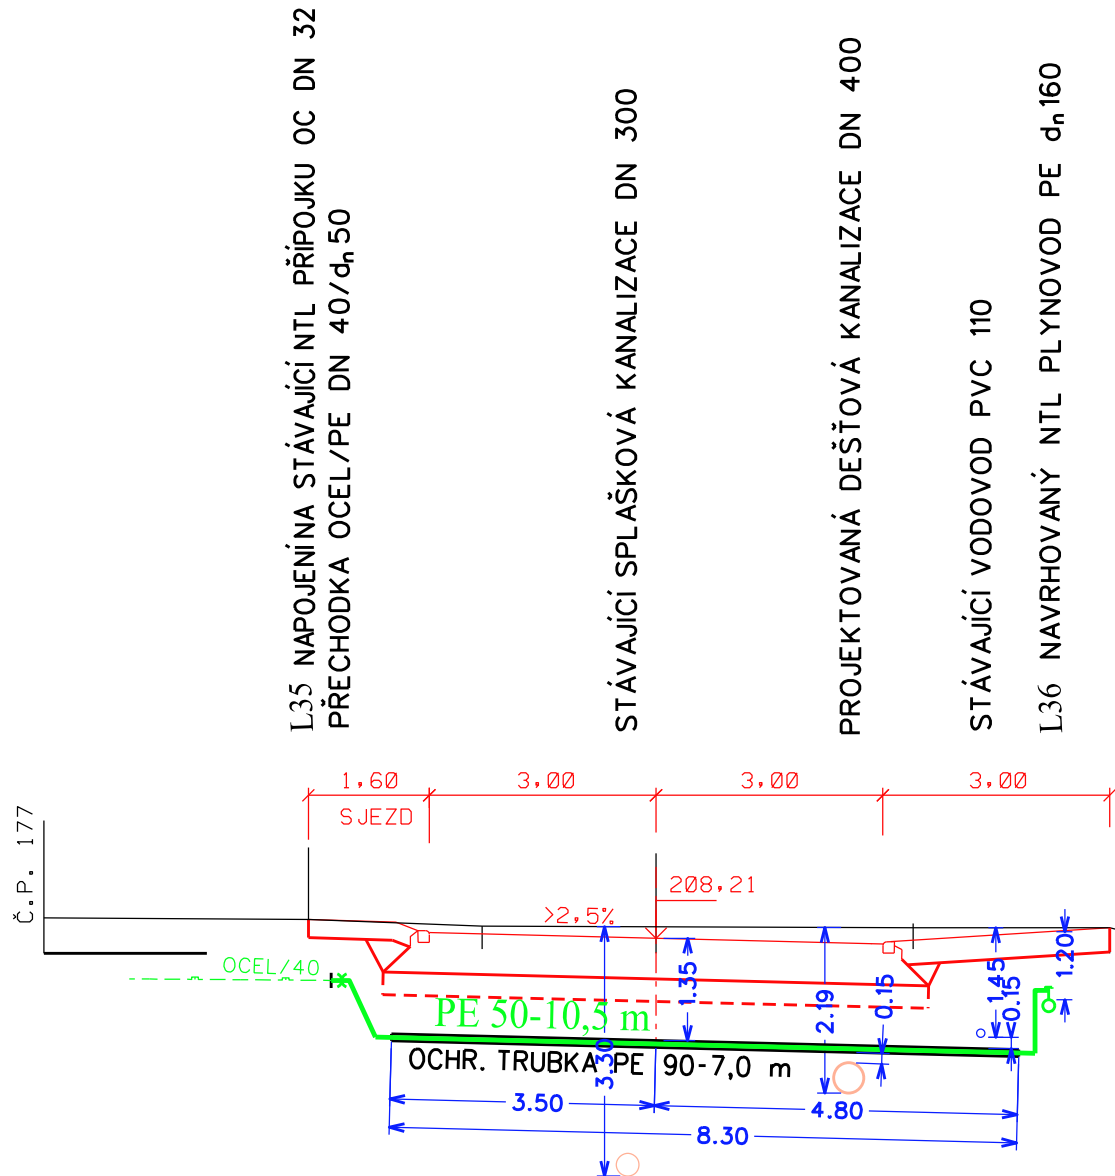 L35 NAPOJENÍ NA STÁVAJÍCÍ NTL PŘÍPOJKU OC DN 32
PŘECHODKA OCEL/PE DN 40/dn 50
STÁVAJÍCÍ SPLAŠKOVÁ KANALIZACE DN 300
PROJEKTOVANÁ DEŠŤOVÁ KANALIZACE DN 400
STÁVAJÍCÍ VODOVOD PVC 110
L36 NAVRHOVANÝ NTL PLYNOVOD PE dn 160
1,60
3,00
3,00
3,00
SJEZD
Č.P. 177
208,21
>2,5%
OCEL/40
1.35
2.19
0.15
1.45
0.15
1.20
PE 50-10,5 m
3.30
OCHR. TRUBKA PE 90-7,0 m
3.50
4.80
8.30